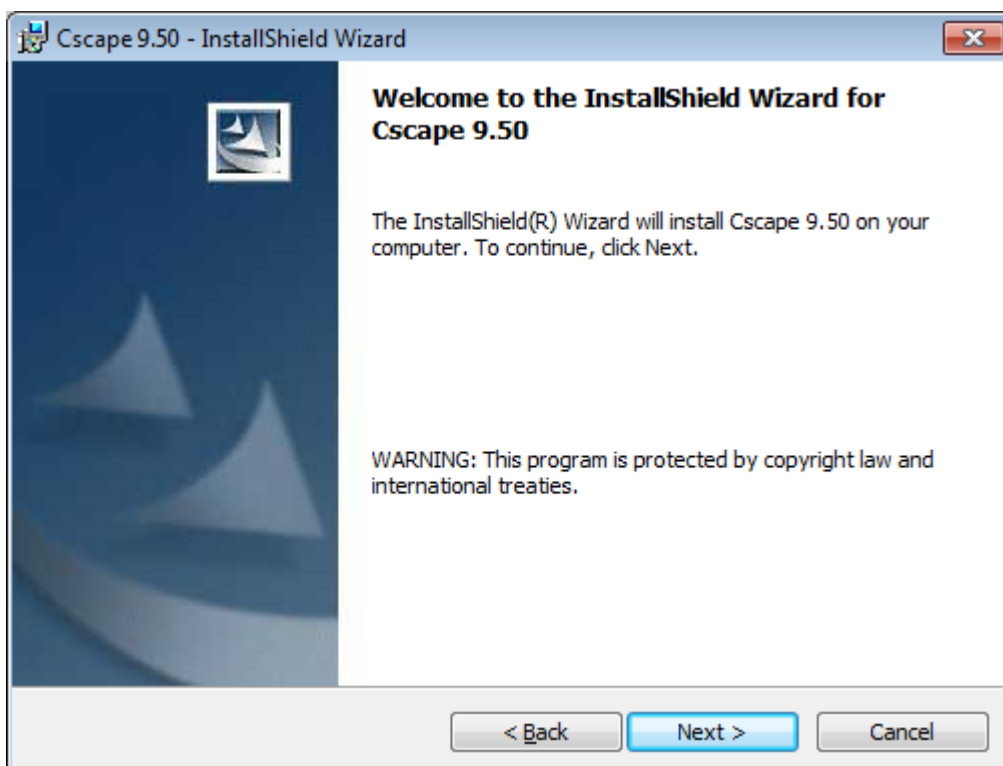 Cscape 9.50 - InstallShield Wizard
Welcome to the InstallShield Wizard for
Cscape 9.50
The InstallShield(R) Wizard will install Cscape 9.50 on your
computer. To continue, click Next.
WARNING: This program is protected by copyright law and
international treaties.
< Back
Next >
Cancel